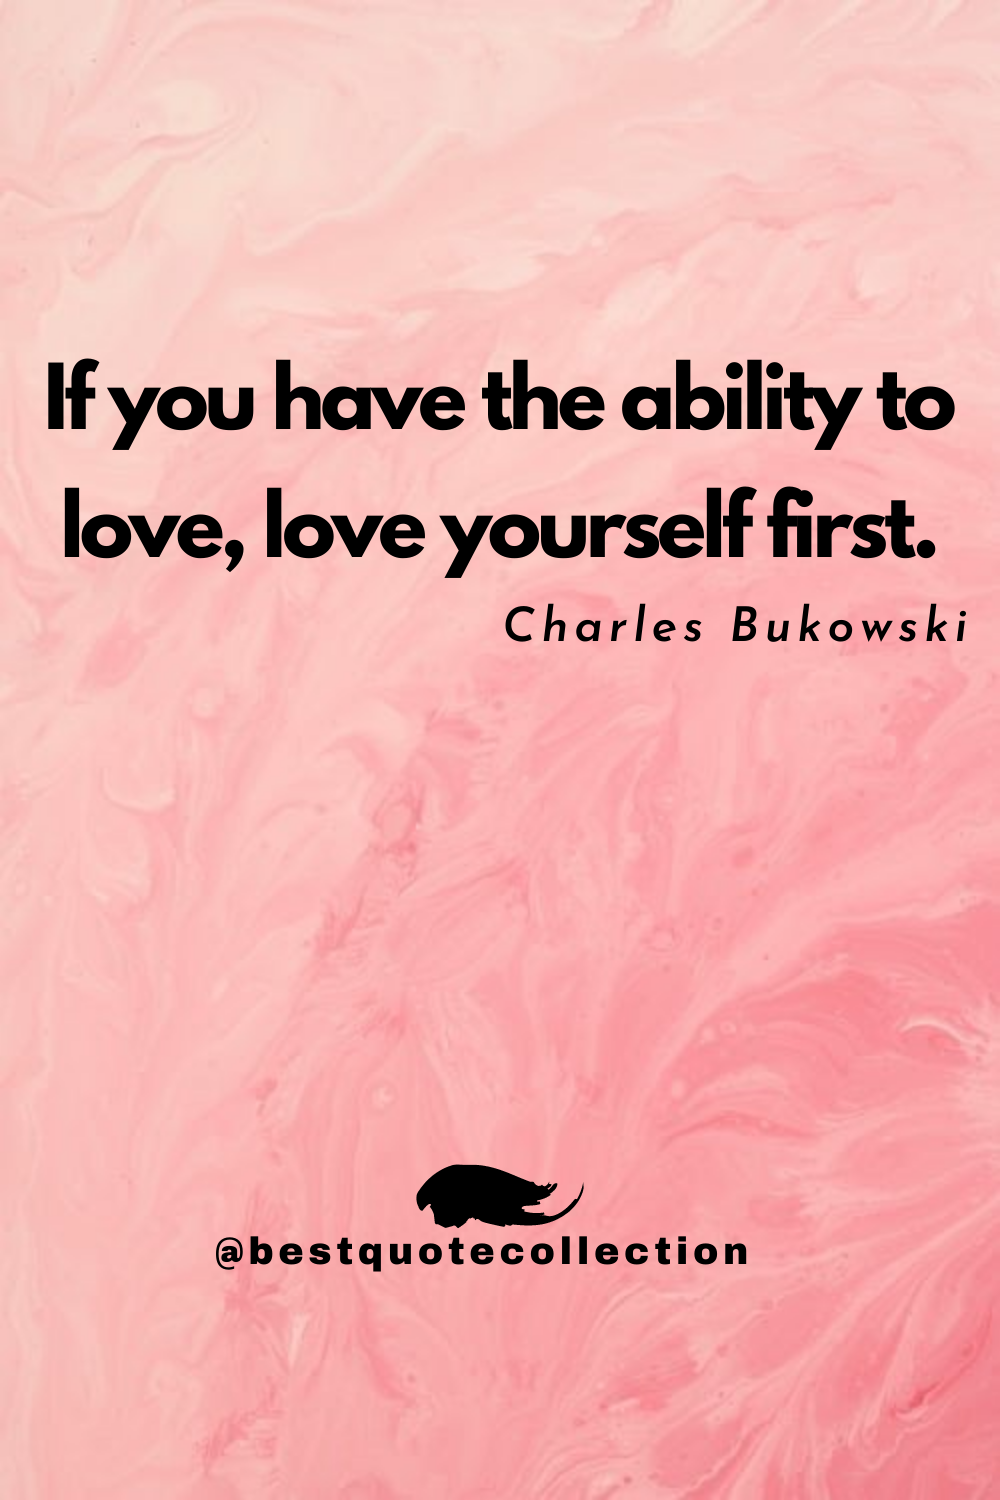 If you have the ability to
love, love yourself first.
Charles Bukowski
@bestquotecollection